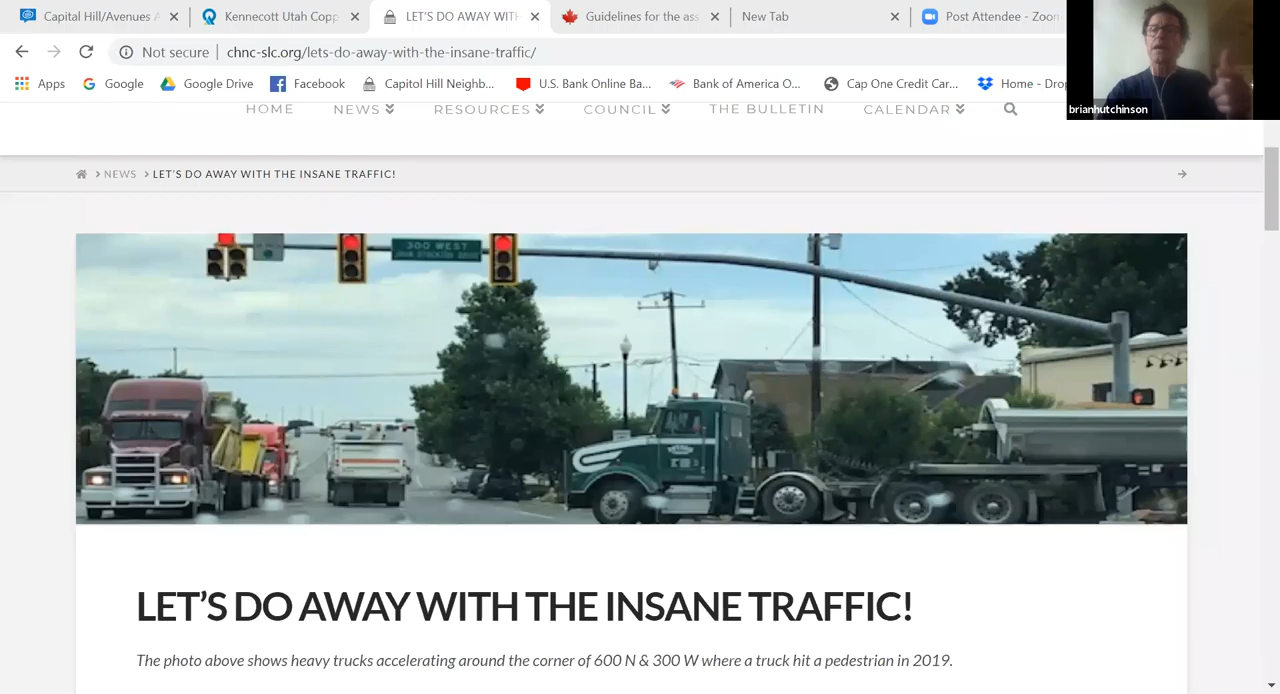 Capital Hill/Avenues A
Kennecott Utah Copp
LET'S DO AWAY WITH
Guidelines for the ass
New Tab
Post Attendee - Zoom
Not secure
chnc-slc.org/lets-do-away-with-the-insane-traffic/
Apps
Google
Google Drive
Facebook
Capitol Hill Neighb...
U.S. Bank Online Ba...
Bank of America O...
Cap One Credit Car...
Home - Drop
brianhutchinson
HOME
NEWS
RESOURCES
COUNCIL
THE BULLETIN
CALENDAR
NEWS
LET'S DO AWAY WITH THE INSANE TRAFFIC!
300 WEST
LET'S DO AWAY WITH THE INSANE TRAFFIC!
The photo above shows heavy trucks accelerating around the corner of 600 N & 300 W where a truck hit a pedestrian in 2019.